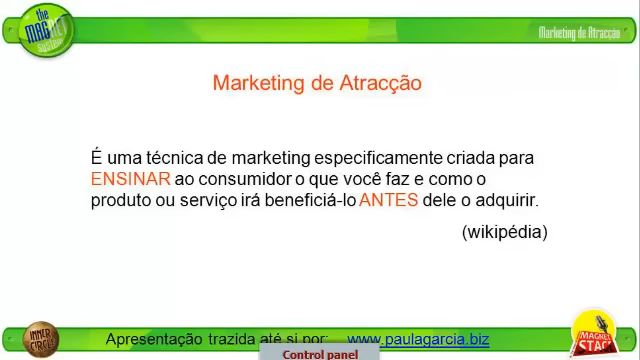 the
MAGNET
system
Marketing de Atracção
Marketing de Atracção
É uma técnica de marketing especificamente criada para
ENSINAR ao consumidor o que você faz e como o
produto ou serviço irá beneficiá-lo ANTES dele o adquirir.
(wikipédia)
INNER
CIRCLE
Apresentação trazida até si por: www.paulagarcia.biz
MAGNET
STAR
Control panel